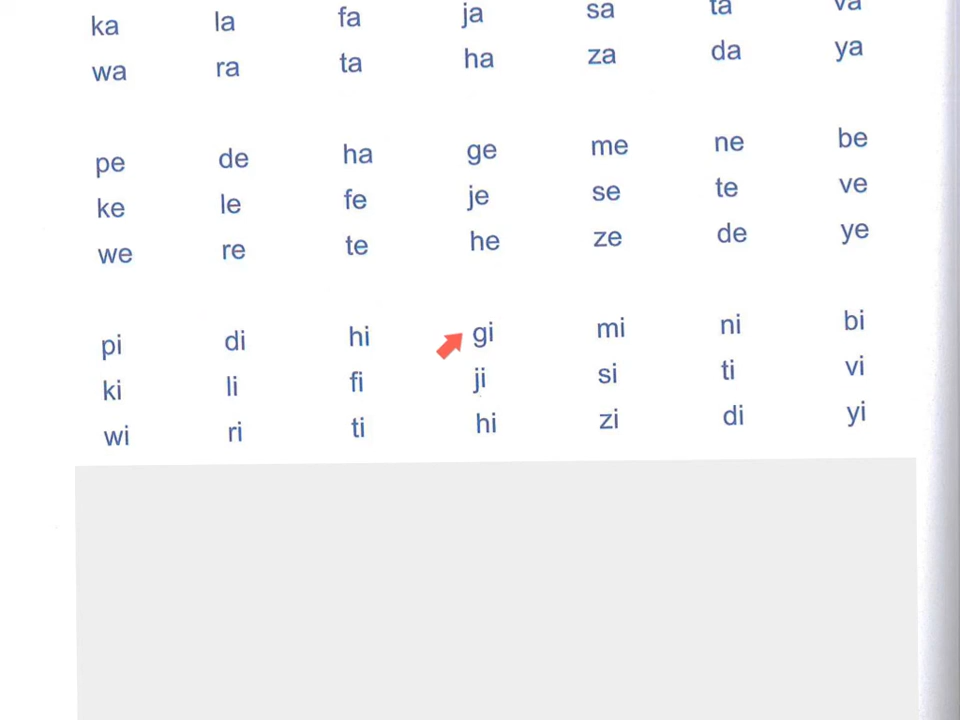 ka la fa ja sa ta va
wa ra ta ha za da ya
pe de ha ge me ne be
ke le fe je se te ve
we re te he ze de ye
pi di hi gi mi ni bi
ki li fi ji si ti vi
wi ri ti hi zi di yi